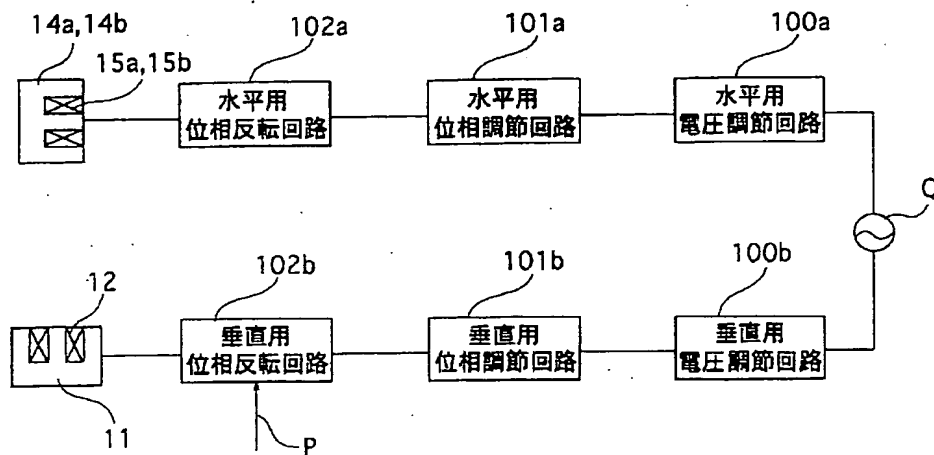 14a,14b
15a,15b
102a
101a
100a
水平用
位相反転回路
水平用
位相調節回路
水平用
電圧調節回路
Q
12
102b
101b
100b
垂直用
位相反転回路
垂直用
位相調節回路
垂直用
電圧調節回路
11
P